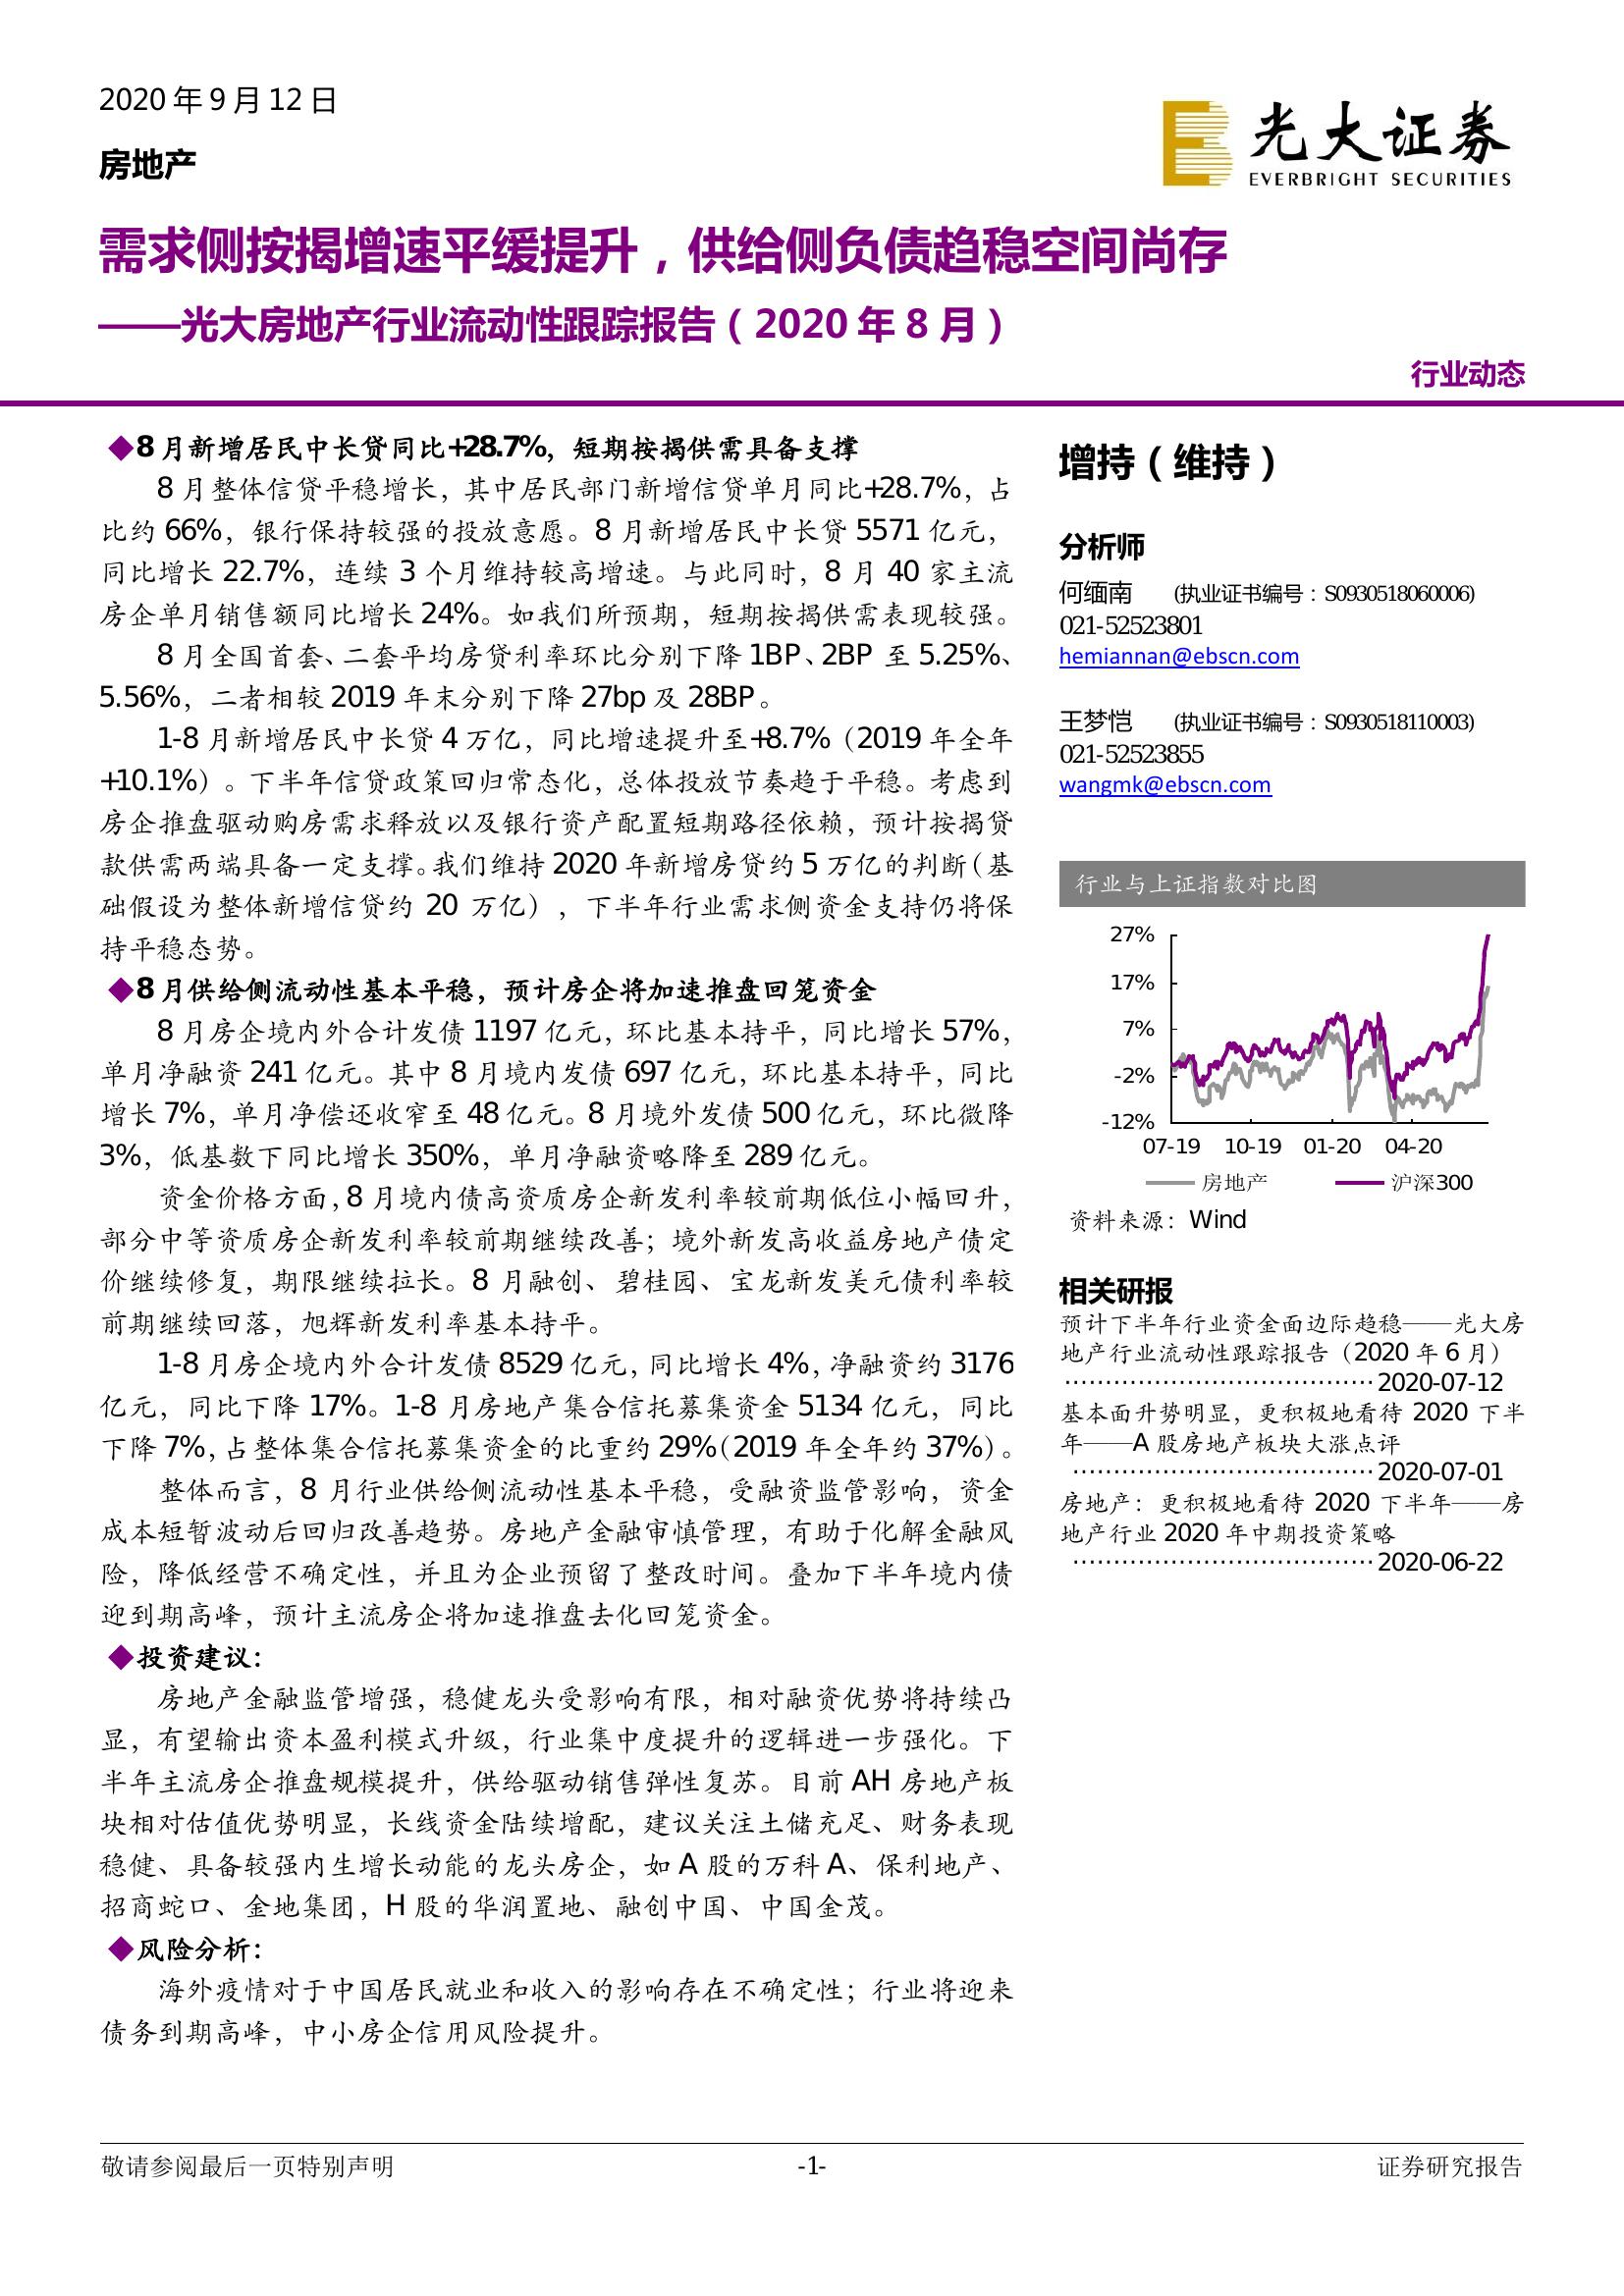 2020 年 9 月 12 日
房地产
光大证券
EVERBRIGHT SECURITIES
需求侧按揭增速平缓提升，供给侧负债趋稳空间尚存
——光大房地产行业流动性跟踪报告（2020 年 8 月）
行业动态
◆8 月新增居民中长贷同比+28.7%，短期按揭供需具备支撑
8 月整体信贷平稳增长，其中居民部门新增信贷单月同比+28.7%，占
比约 66%，银行保持较强的投放意愿。8 月新增居民中长贷 5571 亿元，
同比增长 22.7%，连续 3 个月维持较高增速。与此同时，8 月 40 家主流
房企单月销售额同比增长 24%。如我们所预期，短期按揭供需表现较强。
8 月全国首套、二套平均房贷利率环比分别下降 1BP、2BP 至 5.25%、
5.56%，二者相较 2019 年末分别下降 27bp 及 28BP。
1-8 月新增居民中长贷 4 万亿，同比增速提升至+8.7%（2019 年全年
+10.1%）。下半年信贷政策回归常态化，总体投放节奏趋于平稳。考虑到
房企推盘驱动购房需求释放以及银行资产配置短期路径依赖，预计按揭贷
款供需两端具备一定支撑。我们维持 2020 年新增房贷约 5 万亿的判断（基
础假设为整体新增信贷约 20 万亿），下半年行业需求侧资金支持仍将保
持平稳态势。
◆8 月供给侧流动性基本平稳，预计房企将加速推盘回笼资金
8 月房企境内外合计发债 1197 亿元，环比基本持平，同比增长 57%，
单月净融资 241 亿元。其中 8 月境内发债 697 亿元，环比基本持平，同比
增长 7%，单月净偿还收窄至 48 亿元。8 月境外发债 500 亿元，环比微降
3%，低基数下同比增长 350%，单月净融资略降至 289 亿元。
资金价格方面，8 月境内债高资质房企新发利率较前期低位小幅回升，
部分中等资质房企新发利率较前期继续改善；境外新发高收益房地产债定
价继续修复，期限继续拉长。8 月融创、碧桂园、宝龙新发美元债利率较
前期继续回落，旭辉新发利率基本持平。
1-8 月房企境内外合计发债 8529 亿元，同比增长 4%，净融资约 3176
亿元，同比下降 17%。1-8 月房地产集合信托募集资金 5134 亿元，同比
下降 7%，占整体集合信托募集资金的比重约 29%（2019 年全年约 37%）。
整体而言，8 月行业供给侧流动性基本平稳，受融资监管影响，资金
成本短暂波动后回归改善趋势。房地产金融审慎管理，有助于化解金融风
险，降低经营不确定性，并且为企业预留了整改时间。叠加下半年境内债
迎到期高峰，预计主流房企将加速推盘去化回笼资金。
◆投资建议：
房地产金融监管增强，稳健龙头受影响有限，相对融资优势将持续凸
显，有望输出资本盈利模式升级，行业集中度提升的逻辑进一步强化。下
半年主流房企推盘规模提升，供给驱动销售弹性复苏。目前 AH 房地产板
块相对估值优势明显，长线资金陆续增配，建议关注土储充足、财务表现
稳健、具备较强内生增长动能的龙头房企，如 A 股的万科 A、保利地产、
招商蛇口、金地集团，H 股的华润置地、融创中国、中国金茂。
◆风险分析：
海外疫情对于中国居民就业和收入的影响存在不确定性；行业将迎来
债务到期高峰，中小房企信用风险提升。
增持（维持）
分析师
何缅南 (执业证书编号：S0930518060006)
021-52523801
hemiannan@ebscn.com
王梦恺 (执业证书编号：S0930518110003)
021-52523855
wangmk@ebscn.com
行业与上证指数对比图
27%
17%
7%
-2%
-12%
07-19 10-19 01-20 04-20
房地产 沪深300
资料来源：Wind
相关研报
预计下半年行业资金面边际趋稳——光大房
地产行业流动性跟踪报告（2020 年 6 月）
······································2020-07-12
基本面升势明显，更积极地看待 2020 下半
年——A 股房地产板块大涨点评
·····································2020-07-01
房地产：更积极地看待 2020 下半年——房
地产行业 2020 年中期投资策略
·····································2020-06-22
敬请参阅最后一页特别声明 -1- 证券研究报告